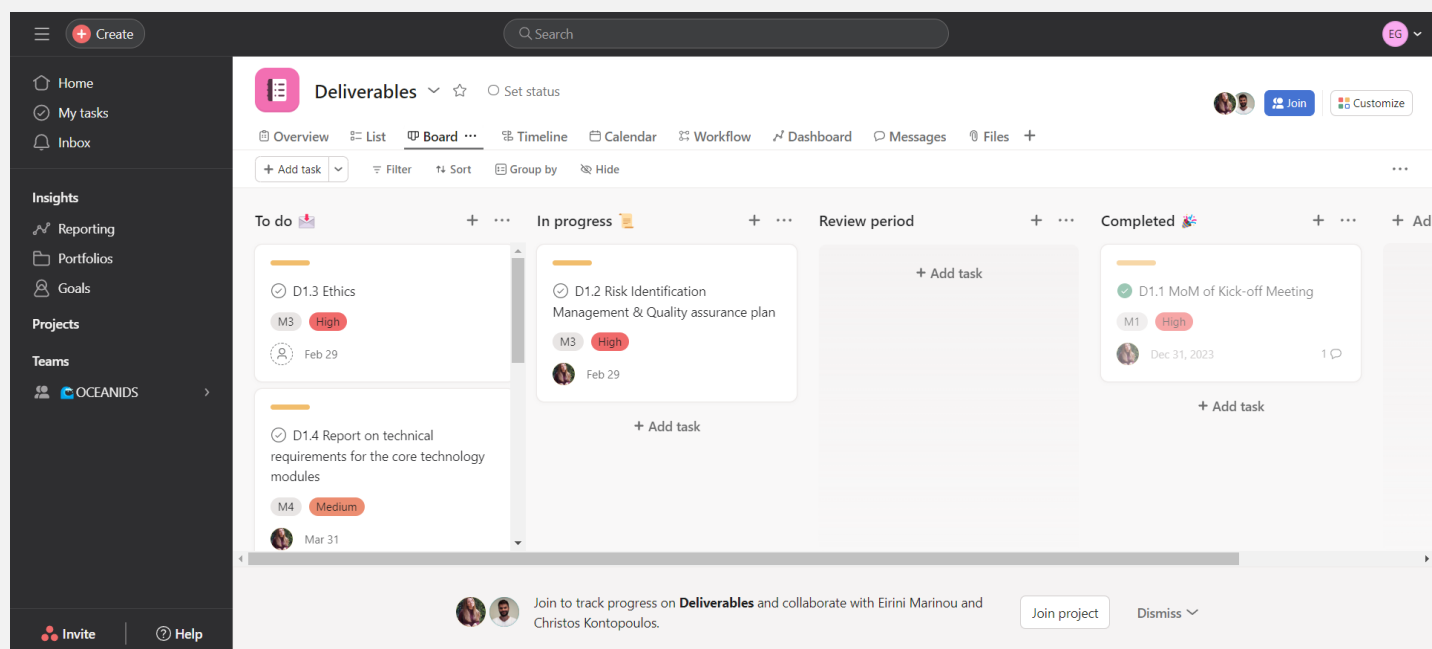 Create
Search
EG
Home
My tasks
Inbox
Insights
Reporting
Portfolios
Goals
Projects
Teams
OCEANIDS
Invite
Help
Deliverables
Set status
Join
Customize
Overview
List
Board
Timeline
Calendar
Workflow
Dashboard
Messages
Files
+ Add task
Filter
Sort
Group by
Hide
To do
D1.3 Ethics
M3 High
Feb 29
D1.4 Report on technical
requirements for the core technology
modules
M4 Medium
Mar 31
In progress
D1.2 Risk Identification
Management & Quality assurance plan
M3 High
Feb 29
+ Add task
Review period
+ Add task
Completed
D1.1 MoM of Kick-off Meeting
M1 High
Dec 31, 2023
1
+ Add task
+ Ad
Join to track progress on Deliverables and collaborate with Eirini Marinou and
Christos Kontopoulos.
Join project
Dismiss